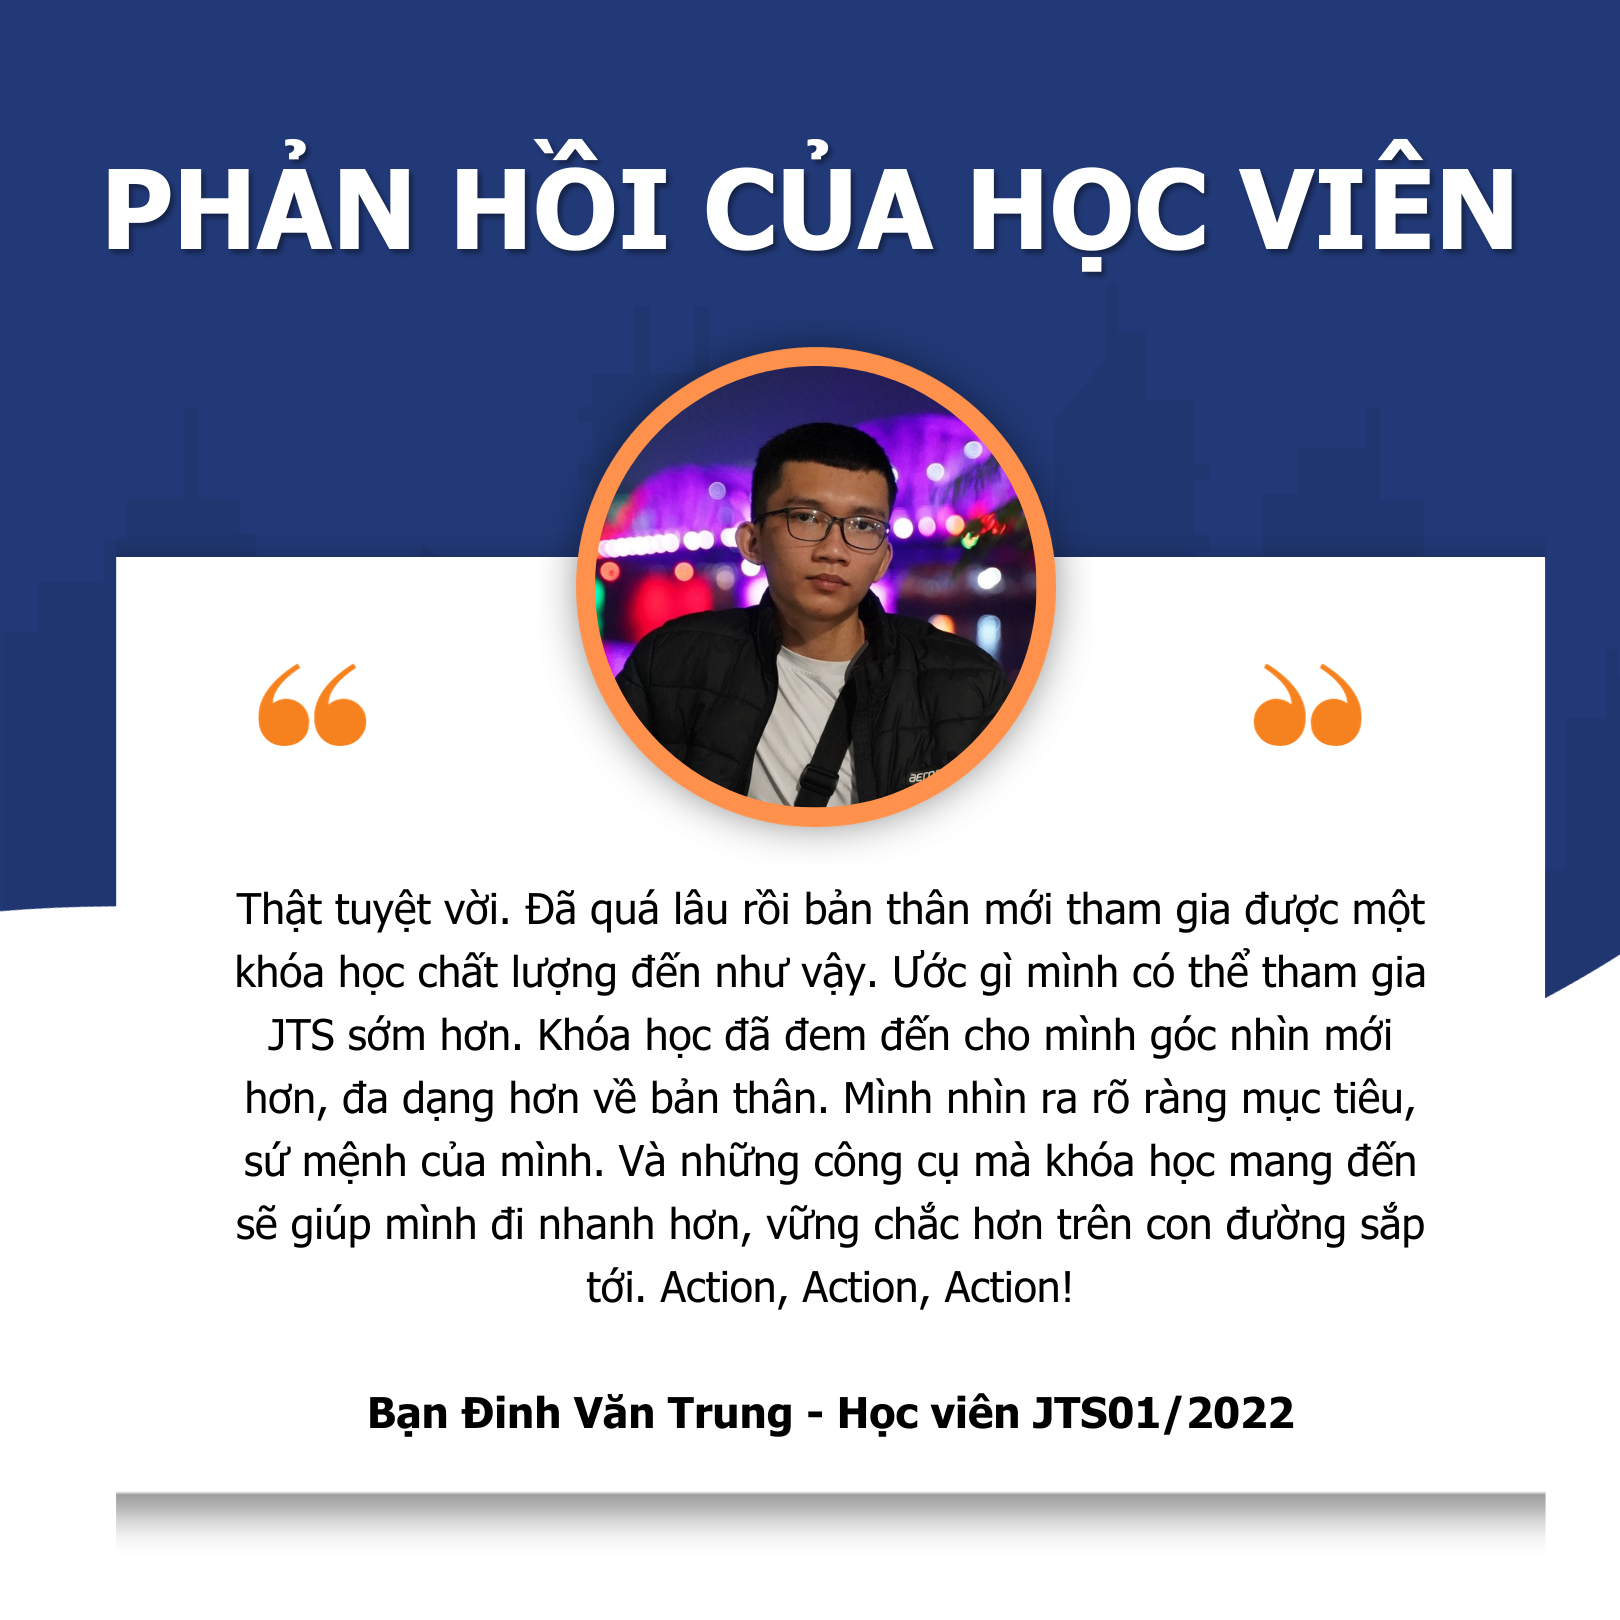 PHẢN HỒI CỦA HỌC VIÊN
Thật tuyệt vời. Đã quá lâu rồi bản thân mới tham gia được một
khóa học chất lượng đến như vậy. Ước gì mình có thể tham gia
JTS sớm hơn. Khóa học đã đem đến cho mình góc nhìn mới
hơn, đa dạng hơn về bản thân. Mình nhìn ra rõ ràng mục tiêu,
sứ mệnh của mình. Và những công cụ mà khóa học mang đến
sẽ giúp mình đi nhanh hơn, vững chắc hơn trên con đường sắp
tới. Action, Action, Action!
Bạn Đinh Văn Trung - Học viên JTS01/2022